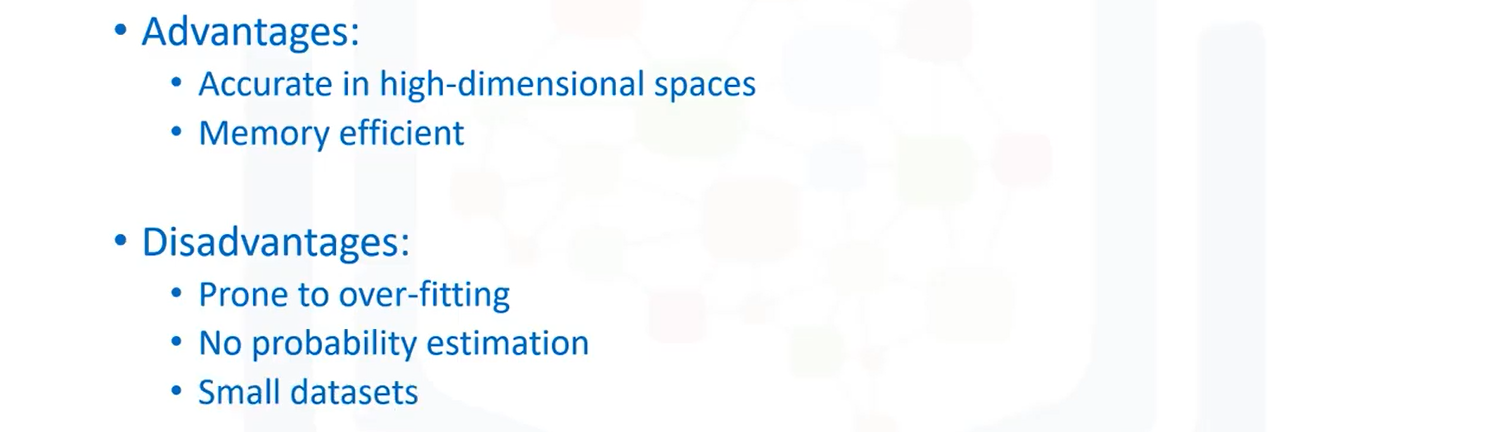 • Advantages:
• Accurate in high-dimensional spaces
• Memory efficient
• Disadvantages:
• Prone to over-fitting
• No probability estimation
• Small datasets